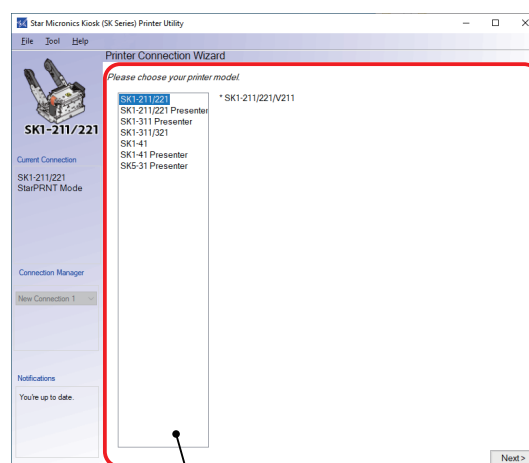 Star Micronics Kiosk (SK Series) Printer Utility
File Tool Help
Printer Connection Wizard
Please choose your printer model.
SK1-211/221
* SK1-211/221/V211
SK1-211/221 Presenter
SK1-311 Presenter
SK1-311/321
SK1-41
SK1-41 Presenter
SK5-31 Presenter
SK1-211/221
Current Connection
SK1-211/221
StarPRNT Mode
Connection Manager
New Connection 1
Notifications
You're up to date.
Next>